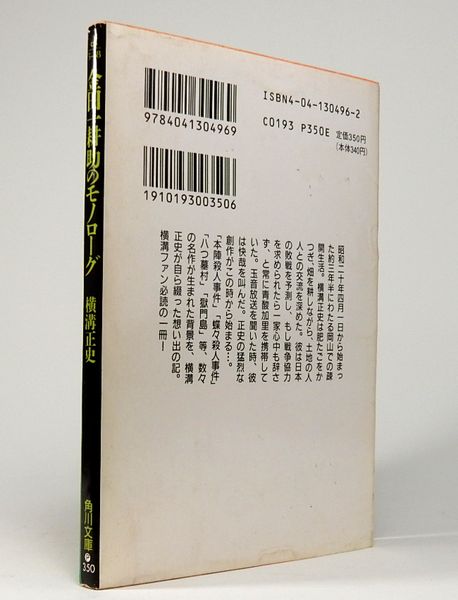 金田一耕助のモノローグ
横溝正史
角川文庫
350
ISBN4-04-130496-2
C0193 P350E
定価350円
(本体340円)
9784041304969
1910193003506
昭和二十年四月一日から始まっ
た約三年半にわたる岡山での疎
開生活。横溝正史は肥たごをか
つぎ、畑を耕しながら、土地の人
人との交流を深めた。彼は日本
の敗戦を予測し、もし戦争協力
を求められたら一家心中も辞さ
ず、と常に青酸加里を携帯して
いた。玉音放送を聞いた時、彼
は快哉を叫んだ。正史の猛烈な
創作がこの時から始まる…。
「本陣殺人事件」「蝶々殺人事件」
「八つ墓村」「獄門島」等、数々
の名作が生まれた背景を、横溝
正史が自ら綴った想い出の記。
横溝ファン必読の一冊！